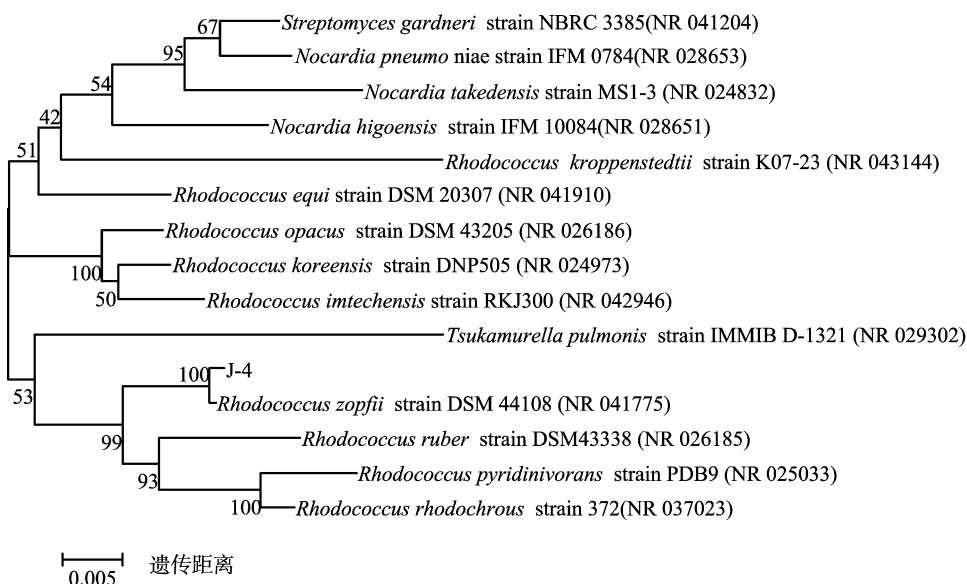 67
Streptomyces gardneri strain NBRC 3385(NR 041204)
95
Nocardia pneumo niae strain IFM 0784(NR 028653)
54
Nocardia takedensis strain MS1-3 (NR 024832)
42
Nocardia higoensis strain IFM 10084(NR 028651)
51
Rhodococcus kroppenstedtii strain K07-23 (NR 043144)
Rhodococcus equi strain DSM 20307 (NR 041910)
Rhodococcus opacus strain DSM 43205 (NR 026186)
100
Rhodococcus koreensis strain DNP505 (NR 024973)
50
Rhodococcus imtechensis strain RKJ300 (NR 042946)
Tsukamurella pulmonis strain IMMIB D-1321 (NR 029302)
100
J-4
53
Rhodococcus zopfii strain DSM 44108 (NR 041775)
99
Rhodococcus ruber strain DSM43338 (NR 026185)
93
Rhodococcus pyridinivorans strain PDB9 (NR 025033)
100
Rhodococcus rhodochrous strain 372(NR 037023)
0.005
遗传距离